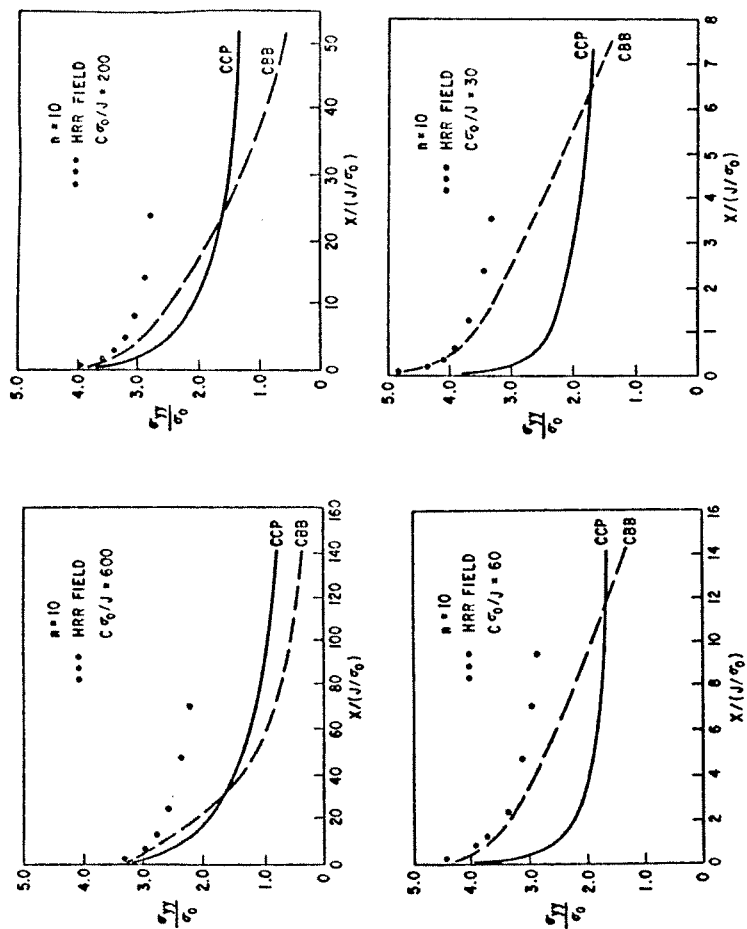 n = 10
••• HRR FIELD
Cσ₀/J = 200
5.0
4.0
3.0
2.0
1.0
0
σyy/σ₀
CCP
CBB
0
10
20
30
40
50
X/(J/σ₀)
n = 10
••• HRR FIELD
Cσ₀/J = 30
5.0
4.0
3.0
2.0
1.0
0
σyy/σ₀
CCP
CBB
0
1
2
3
4
5
6
7
8
X/(J/σ₀)
n = 10
••• HRR FIELD
Cσ₀/J = 600
5.0
4.0
3.0
2.0
1.0
0
σyy/σ₀
CCP
CBB
0
20
40
60
80
100
120
140
160
X/(J/σ₀)
n = 10
••• HRR FIELD
Cσ₀/J = 60
5.0
4.0
3.0
2.0
1.0
0
σyy/σ₀
CCP
CBB
0
2
4
6
8
10
12
14
16
X/(J/σ₀)